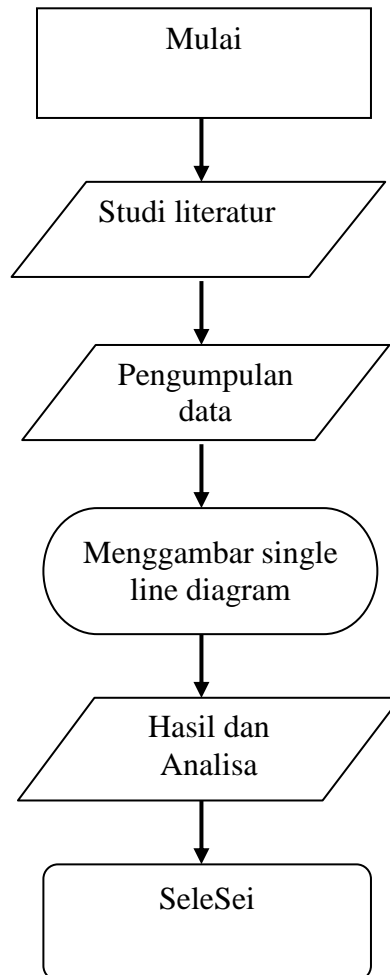 Mulai
Studi literatur
Pengumpulan
data
Menggambar single
line diagram
Hasil dan
Analisa
SeleSei